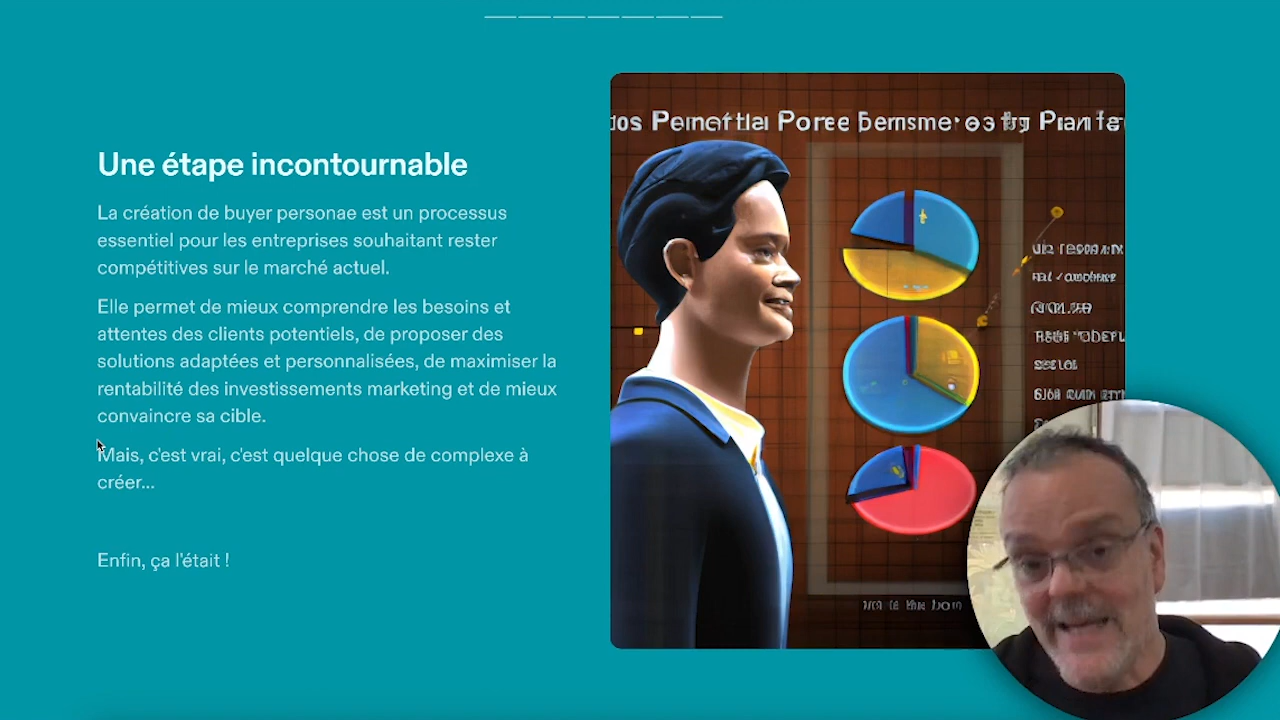 Une étape incontournable
La création de buyer personae est un processus
essentiel pour les entreprises souhaitant rester
compétitives sur le marché actuel.
Elle permet de mieux comprendre les besoins et
attentes des clients potentiels, de proposer des
solutions adaptées et personnalisées, de maximiser la
rentabilité des investissements marketing et de mieux
convaincre sa cible.
Mais, c'est vrai, c'est quelque chose de complexe à
créer...
Enfin, ça l'était !